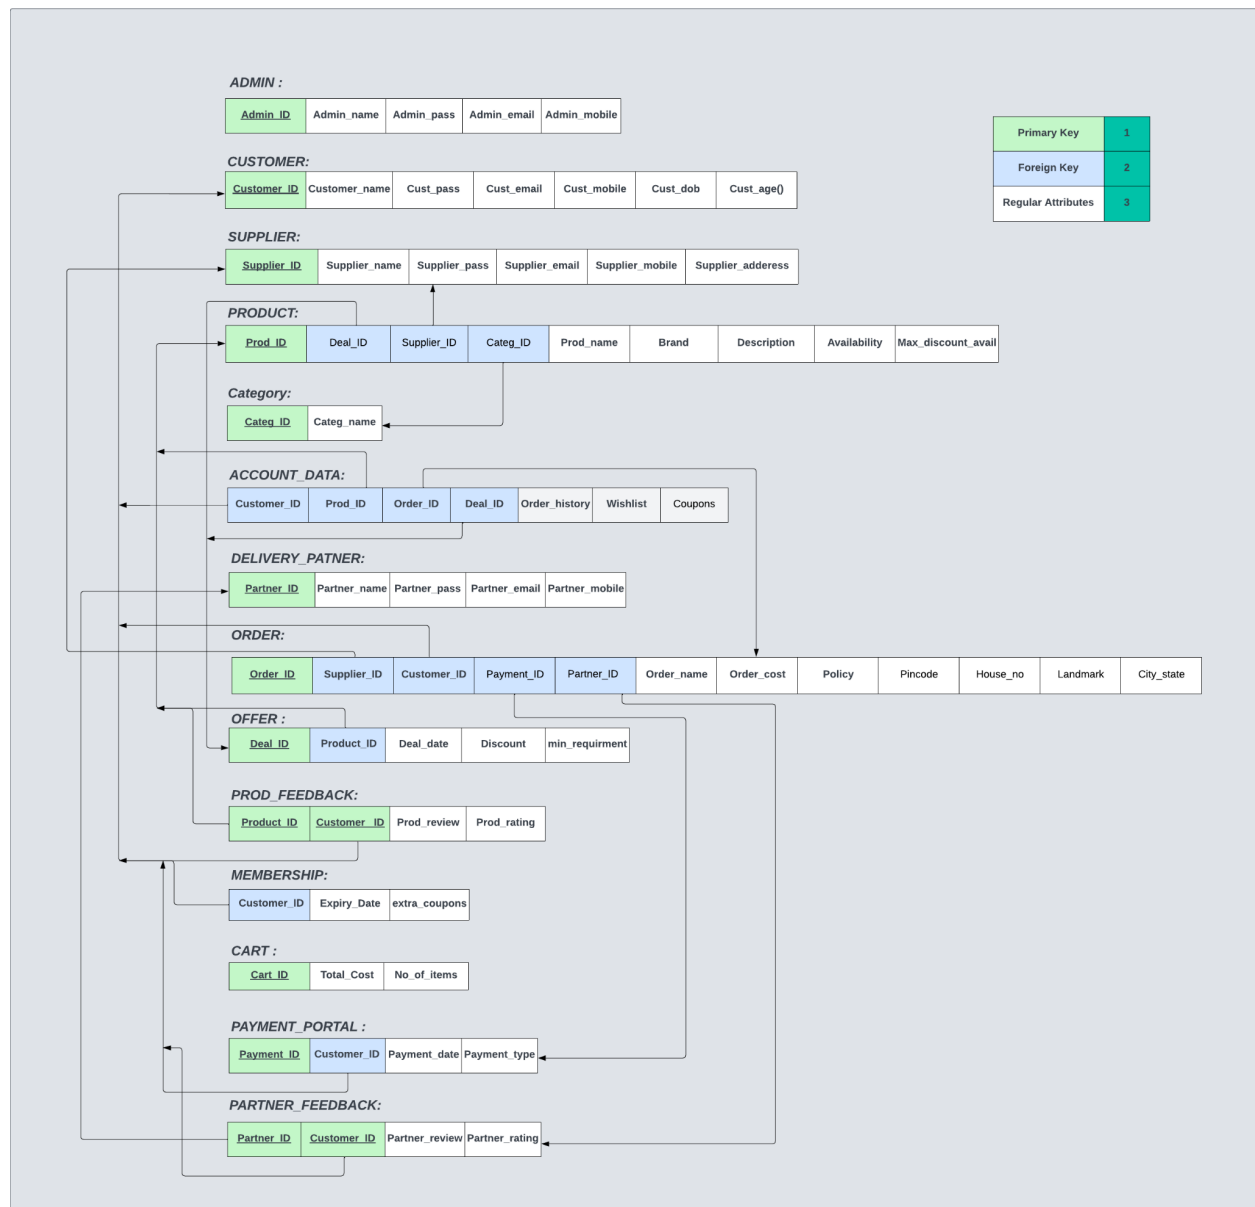 ADMIN :
Admin_ID Admin_name Admin_pass Admin_email Admin_mobile
Primary Key 1
Foreign Key 2
Regular Attributes 3
CUSTOMER:
Customer_ID Customer_name Cust_pass Cust_email Cust_mobile Cust_dob Cust_age()
SUPPLIER:
Supplier_ID Supplier_name Supplier_pass Supplier_email Supplier_mobile Supplier_adderess
PRODUCT:
Prod_ID Deal_ID Supplier_ID Categ_ID Prod_name Brand Description Availability Max_discount_avail
Category:
Categ_ID Categ_name
ACCOUNT_DATA:
Customer_ID Prod_ID Order_ID Deal_ID Order_history Wishlist Coupons
DELIVERY_PATNER:
Partner_ID Partner_name Partner_pass Partner_email Partner_mobile
ORDER:
Order_ID Supplier_ID Customer_ID Payment_ID Partner_ID Order_name Order_cost Policy Pincode House_no Landmark City_state
OFFER :
Deal_ID Product_ID Deal_date Discount min_requirment
PROD_FEEDBACK:
Product_ID Customer _ID Prod_review Prod_rating
MEMBERSHIP:
Customer_ID Expiry_Date extra_coupons
CART :
Cart_ID Total_Cost No_of_items
PAYMENT_PORTAL :
Payment_ID Customer_ID Payment_date Payment_type
PARTNER_FEEDBACK:
Partner_ID Customer_ID Partner_review Partner_rating